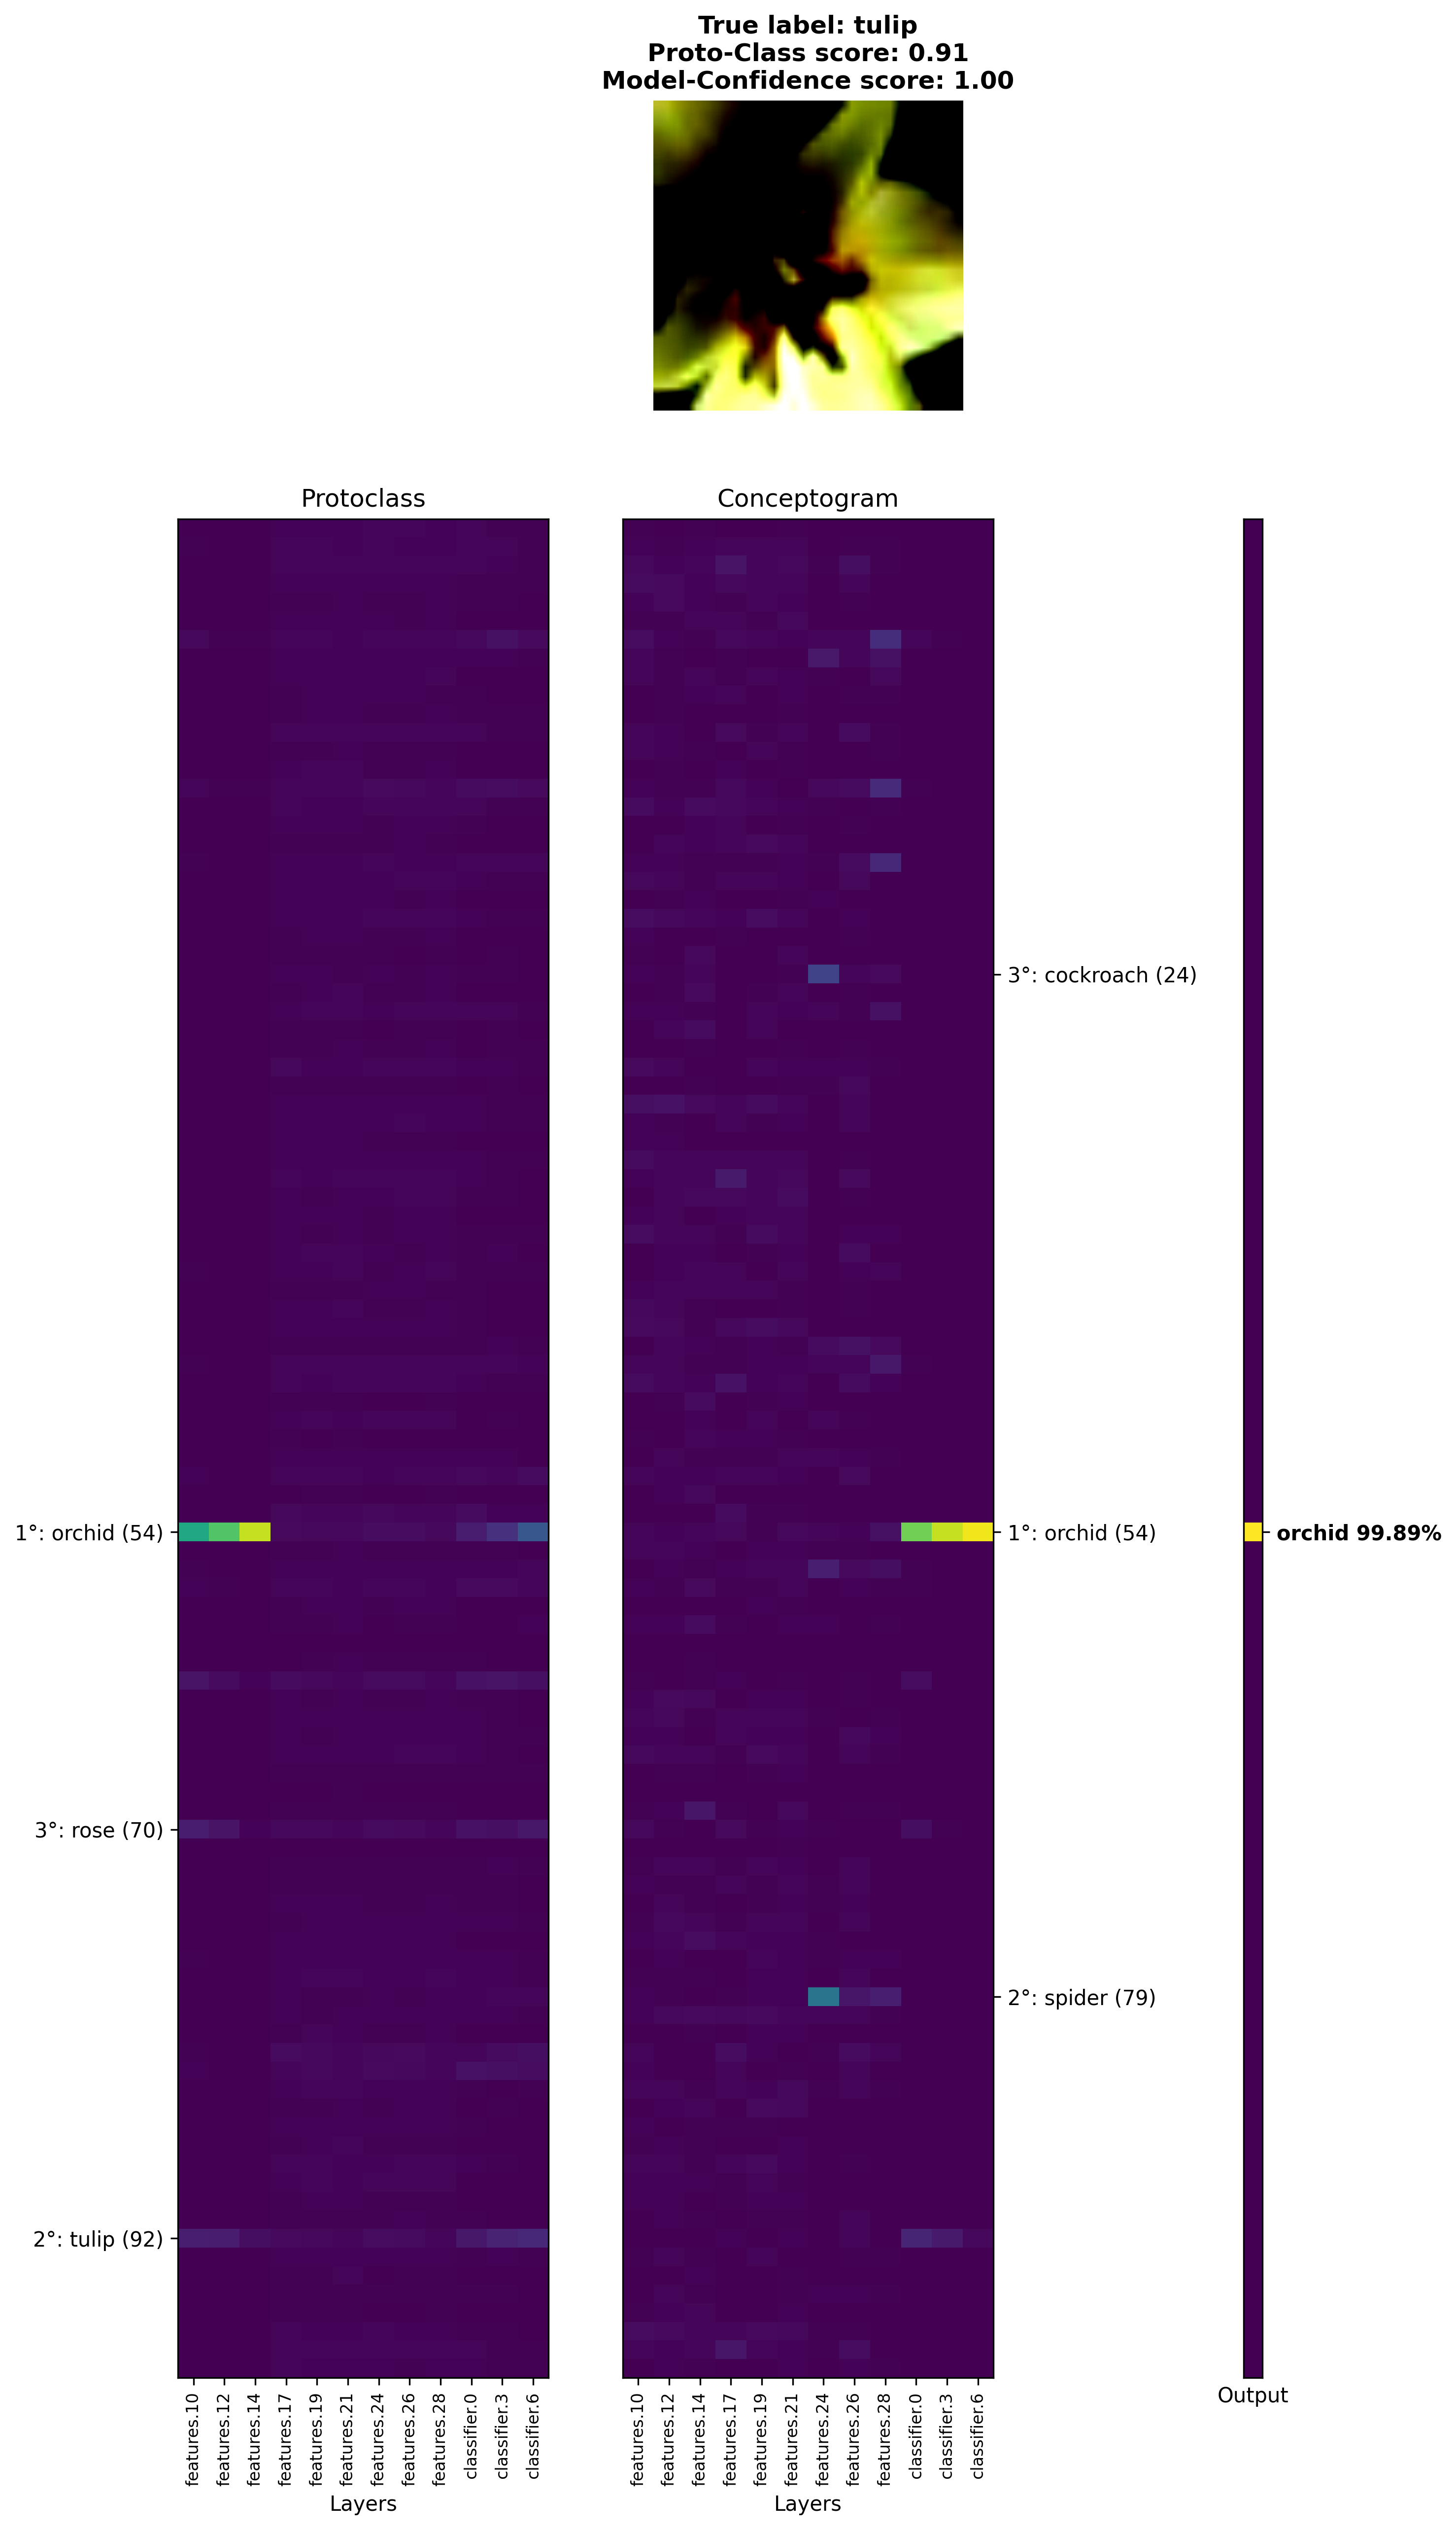 True label: tulip
Proto-Class score: 0.91
Model-Confidence score: 1.00
Protoclass
Conceptogram
3°: cockroach (24)
1°: orchid (54)
1°: orchid (54)
orchid 99.89%
3°: rose (70)
2°: spider (79)
2°: tulip (92)
features.10
features.12
features.14
features.17
features.19
features.21
features.24
features.26
features.28
classifier.0
classifier.3
classifier.6
Layers
features.10
features.12
features.14
features.17
features.19
features.21
features.24
features.26
features.28
classifier.0
classifier.3
classifier.6
Layers
Output